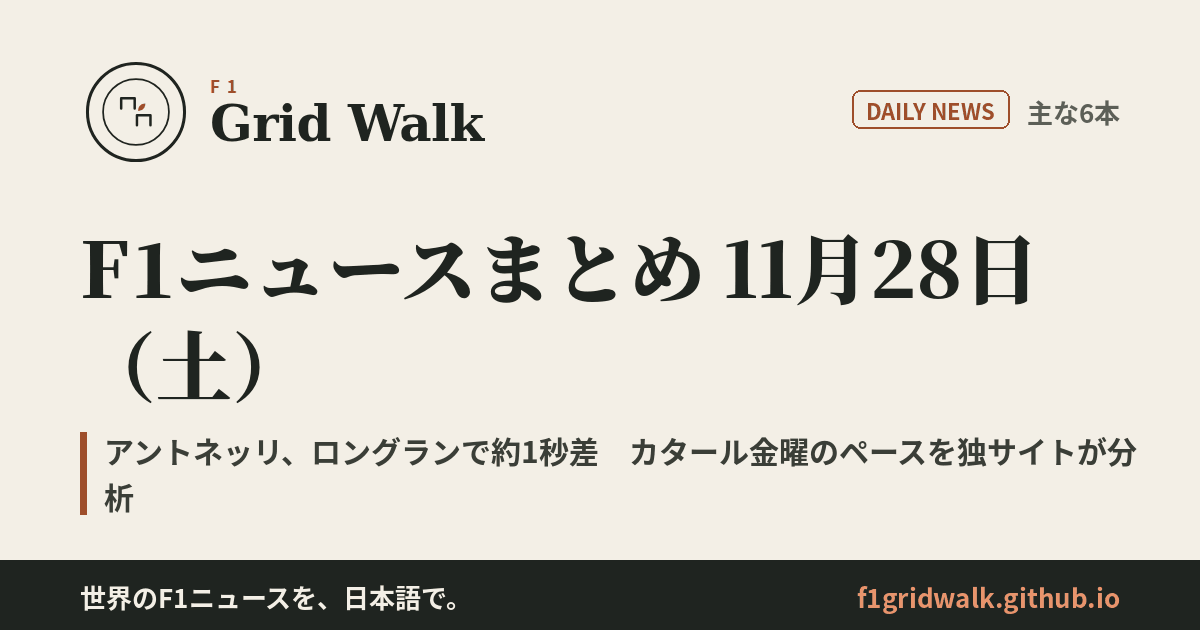 F1
Grid Walk
DAILY NEWS
主な6本
F1ニュースまとめ 11月28日
（土）
アントネッリ、ロングランで約1秒差　カタール金曜のペースを独サイトが分
析
世界のF1ニュースを、日本語で。
f1gridwalk.github.io